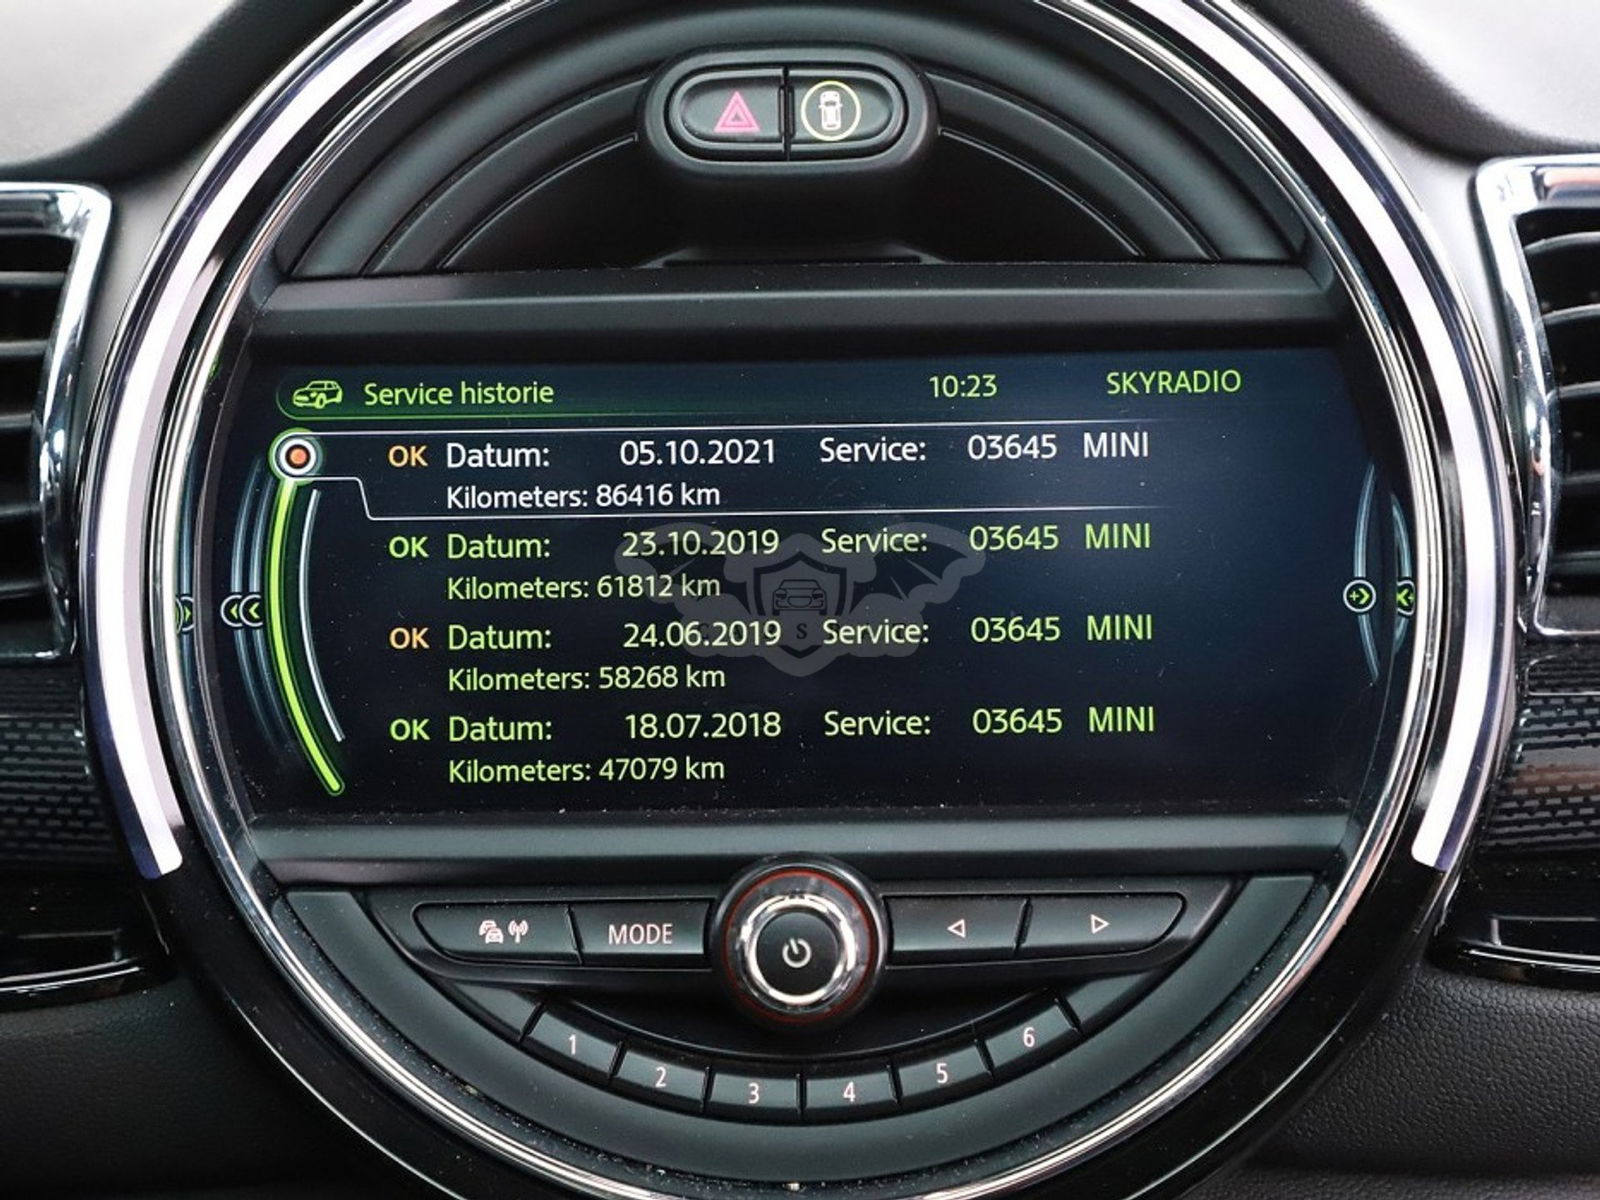 Service historie 10:23 SKYRADIO
OK Datum: 05.10.2021 Service: 03645 MINI
Kilometers: 86416 km
OK Datum: 23.10.2019 Service: 03645 MINI
Kilometers: 61812 km
OK Datum: 24.06.2019 Service: 03645 MINI
Kilometers: 58268 km
OK Datum: 18.07.2018 Service: 03645 MINI
Kilometers: 47079 km
MODE
1 2 3 4 5 6